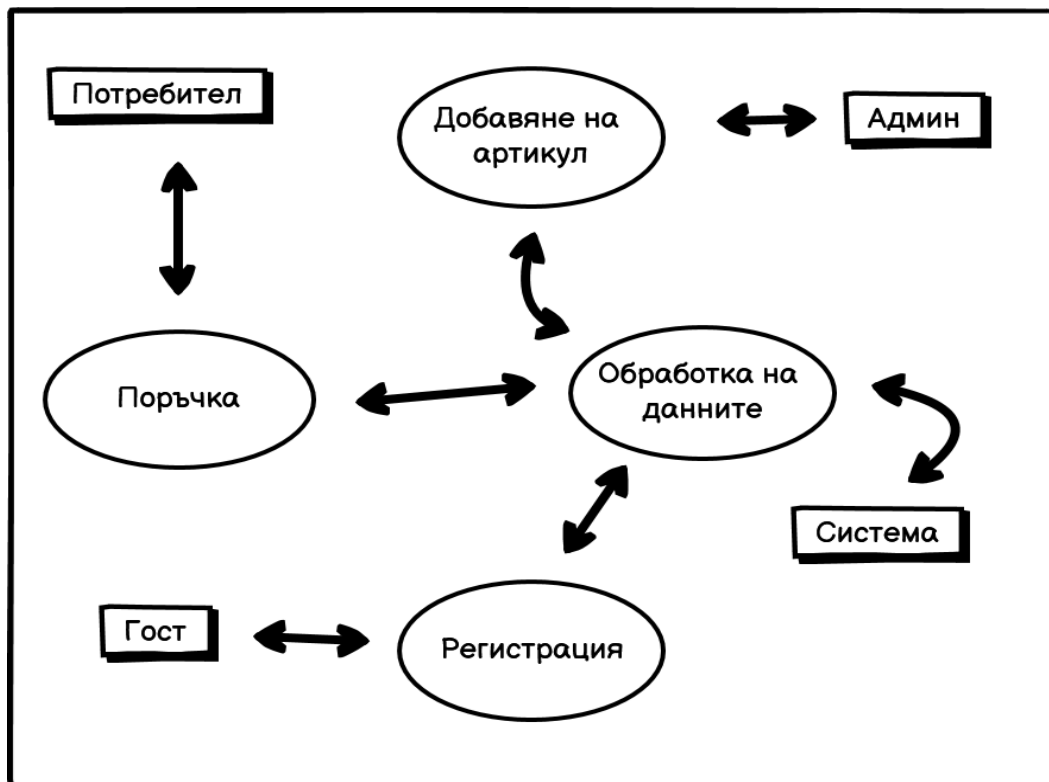 Потребител
Добавяне на
артикул
Админ
Поръчка
Обработка на
данните
Система
Гост
Регистрация